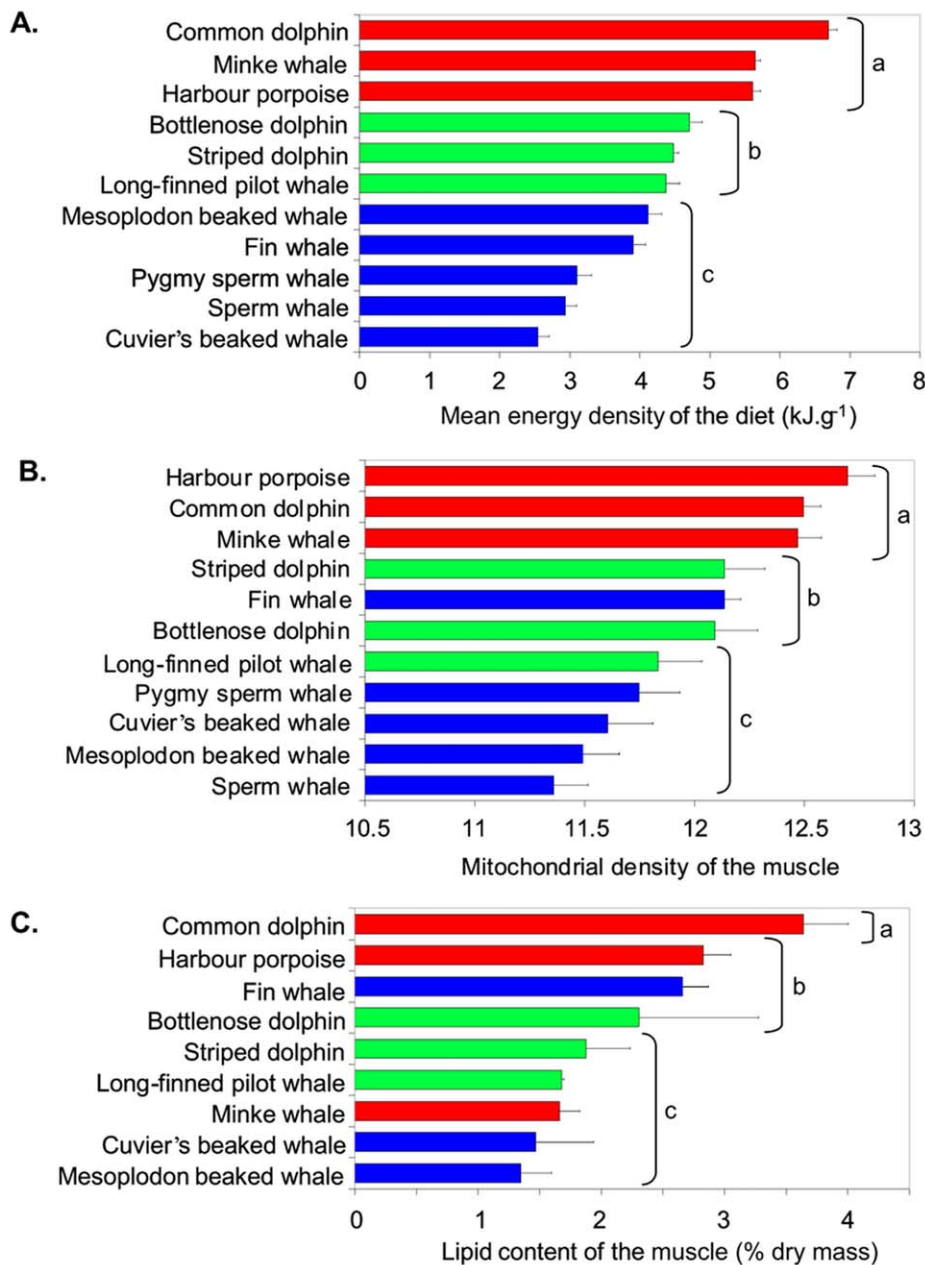 A.
Common dolphin
Minke whale
Harbour porpoise
Bottlenose dolphin
Striped dolphin
Long-finned pilot whale
Mesoplodon beaked whale
Fin whale
Pygmy sperm whale
Sperm whale
Cuvier’s beaked whale
a
b
c
0 1 2 3 4 5 6 7 8
Mean energy density of the diet (kJ.g⁻¹)
B.
Harbour porpoise
Common dolphin
Minke whale
Striped dolphin
Fin whale
Bottlenose dolphin
Long-finned pilot whale
Pygmy sperm whale
Cuvier’s beaked whale
Mesoplodon beaked whale
Sperm whale
a
b
c
10.5 11 11.5 12 12.5 13
Mitochondrial density of the muscle
C.
Common dolphin
Harbour porpoise
Fin whale
Bottlenose dolphin
Striped dolphin
Long-finned pilot whale
Minke whale
Cuvier’s beaked whale
Mesoplodon beaked whale
a
b
c
0 1 2 3 4
Lipid content of the muscle (% dry mass)